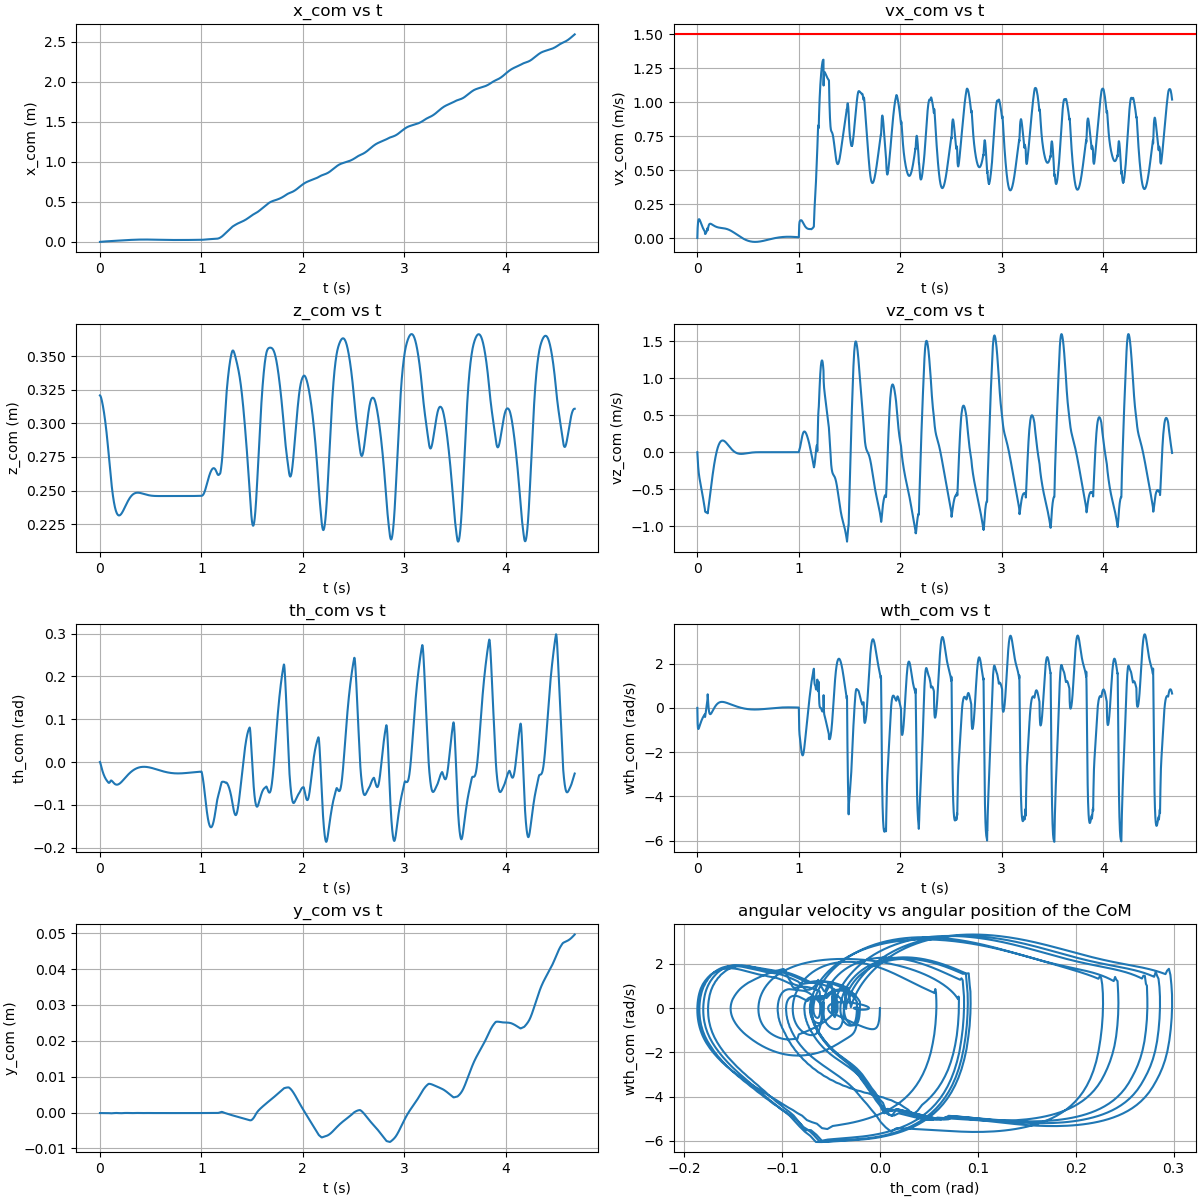 x_com vs t
x_com (m)
2.5
2.0
1.5
1.0
0.5
0.0
0 1 2 3 4
t (s)
vx_com vs t
vx_com (m/s)
1.50
1.25
1.00
0.75
0.50
0.25
0.00
0 1 2 3 4
t (s)
z_com vs t
z_com (m)
0.350
0.325
0.300
0.275
0.250
0.225
0 1 2 3 4
t (s)
vz_com vs t
vz_com (m/s)
1.5
1.0
0.5
0.0
−0.5
−1.0
0 1 2 3 4
t (s)
th_com vs t
th_com (rad)
0.3
0.2
0.1
0.0
−0.1
−0.2
0 1 2 3 4
t (s)
wth_com vs t
wth_com (rad/s)
2
0
−2
−4
−6
0 1 2 3 4
t (s)
y_com vs t
y_com (m)
0.05
0.04
0.03
0.02
0.01
0.00
−0.01
0 1 2 3 4
t (s)
angular velocity vs angular position of the CoM
wth_com (rad/s)
2
0
−2
−4
−6
−0.2 −0.1 0.0 0.1 0.2 0.3
th_com (rad)